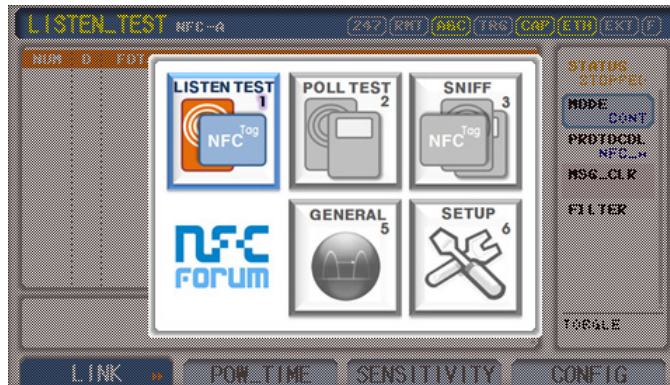 LISTEN_TEST NFC-A 247 RMT ABC TRG CAP ETH EXT F
NUM D FDT
STATUS
STOPPED
MODE
CONT
PROTOCOL
NFC_A
MSG_CLR
FILTER
TOGGLE
LISTEN TEST
1
NFC Tag
POLL TEST
2
SNIFF
3
NFC Tag
NFC
Forum
GENERAL
5
SETUP
6
LINK POW_TIME SENSITIVITY CONFIG